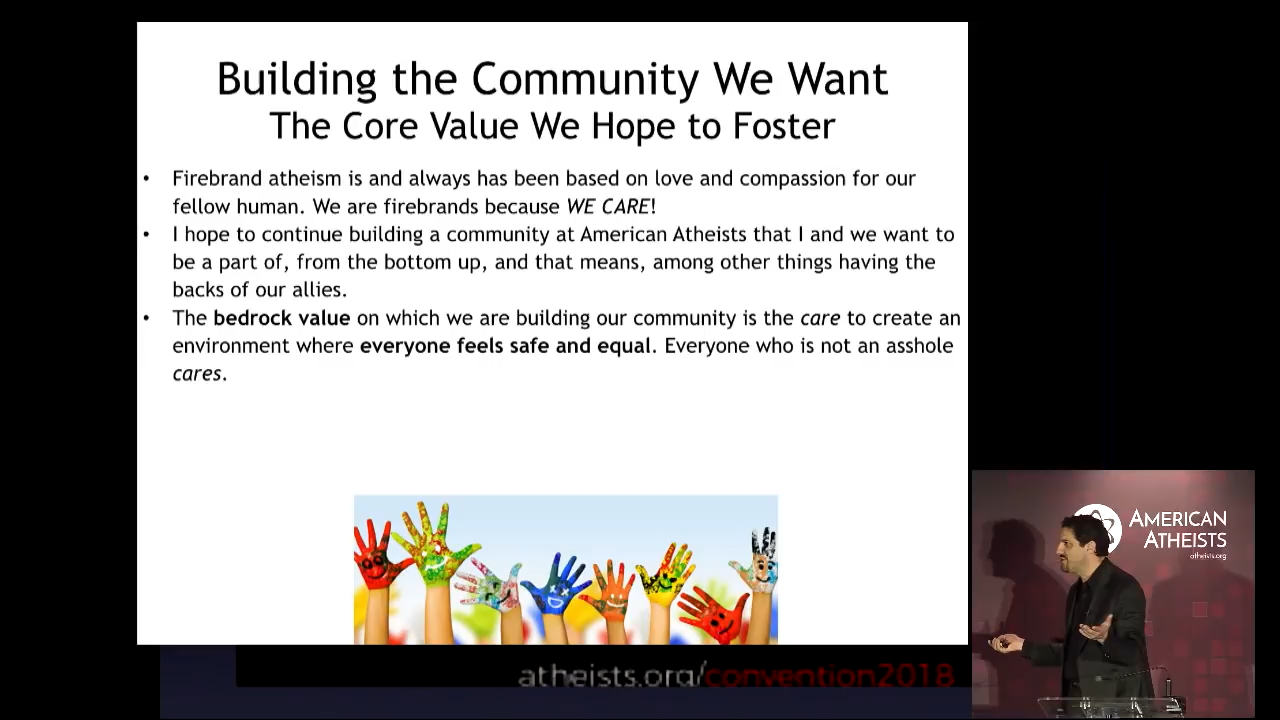 Building the Community We Want
The Core Value We Hope to Foster
• Firebrand atheism is and always has been based on love and compassion for our
fellow human. We are firebrands because WE CARE!
• I hope to continue building a community at American Atheists that I and we want to
be a part of, from the bottom up, and that means, among other things having the
backs of our allies.
• The bedrock value on which we are building our community is the care to create an
environment where everyone feels safe and equal. Everyone who is not an asshole
cares.
AMERICAN
ATHEISTS
atheists.org
atheists.org/convention2018